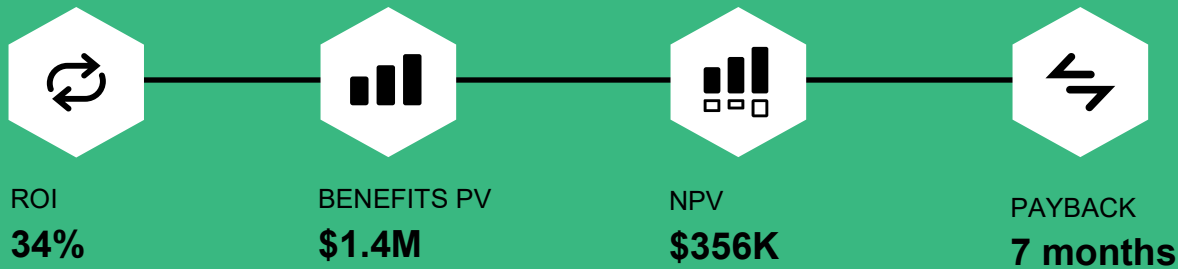 ROI
34%
BENEFITS PV
$1.4M
NPV
$356K
PAYBACK
7 months